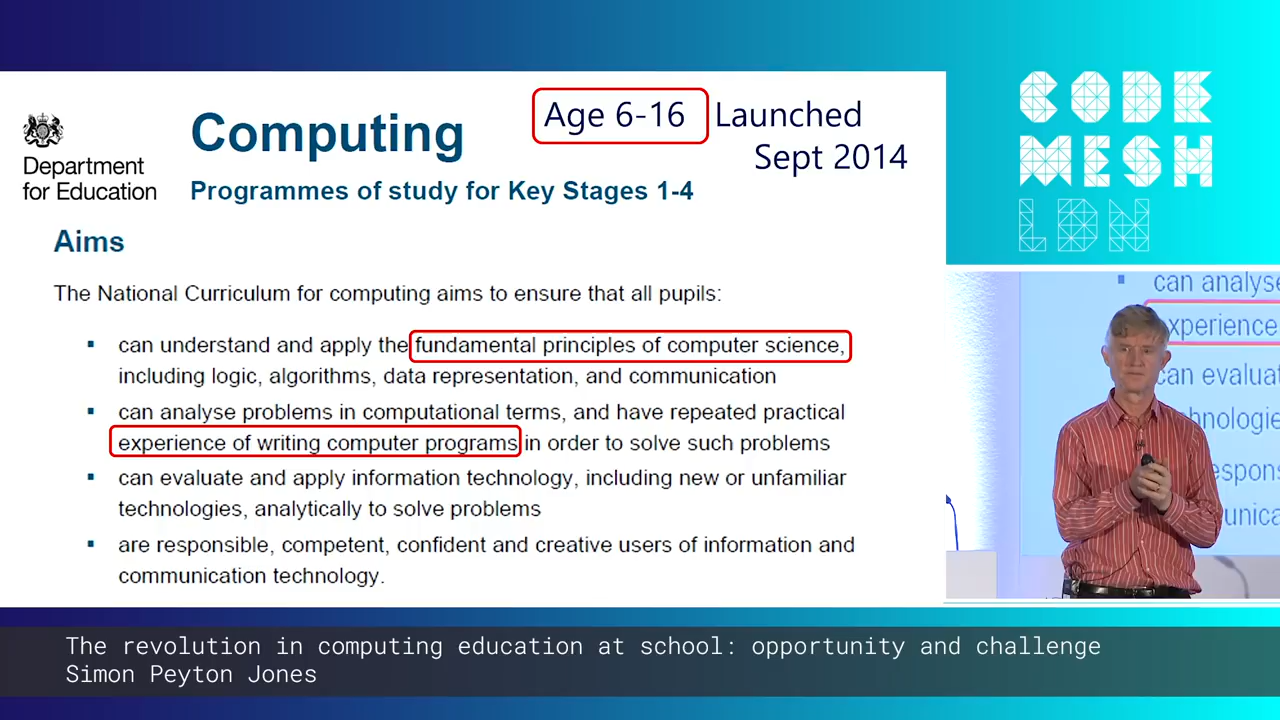 Department
for Education
Computing
Age 6-16 Launched
Sept 2014
Programmes of study for Key Stages 1-4
Aims
The National Curriculum for computing aims to ensure that all pupils:
▪ can understand and apply the fundamental principles of computer science,
including logic, algorithms, data representation, and communication
▪ can analyse problems in computational terms, and have repeated practical
experience of writing computer programs in order to solve such problems
▪ can evaluate and apply information technology, including new or unfamiliar
technologies, analytically to solve problems
▪ are responsible, competent, confident and creative users of information and
communication technology.
CODE
MESH
LDN
can analyse
experience
can evaluat
hnologie
spons
unica
The revolution in computing education at school: opportunity and challenge
Simon Peyton Jones